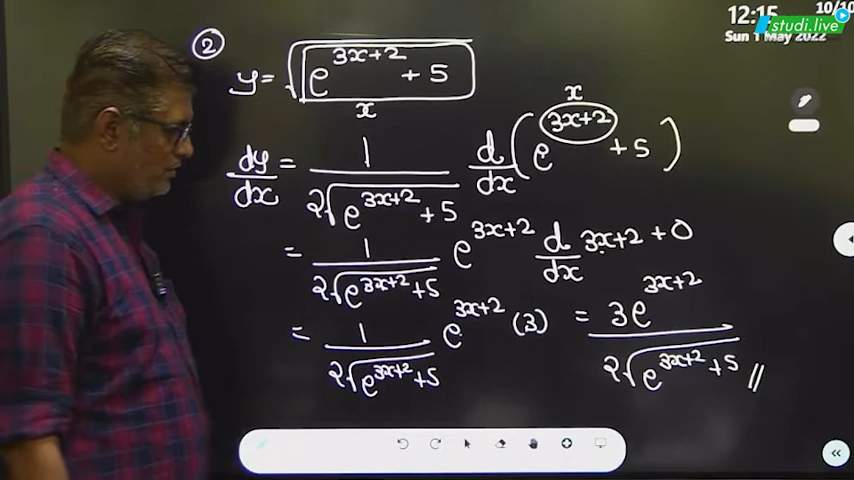 12:15
10/10
studi.live
Sun 1 May 2022
②
y = √(e^(3x+2) + 5)
x
x
dy/dx = 1/(2√(e^(3x+2) + 5)) d/dx (e^(3x+2) + 5)
= 1/(2√(e^(3x+2) + 5)) e^(3x+2) d/dx 3x+2 + 0
= 1/(2√(e^(3x+2) + 5)) e^(3x+2) (3) = 3e^(3x+2)/(2√(e^(3x+2) + 5)) //